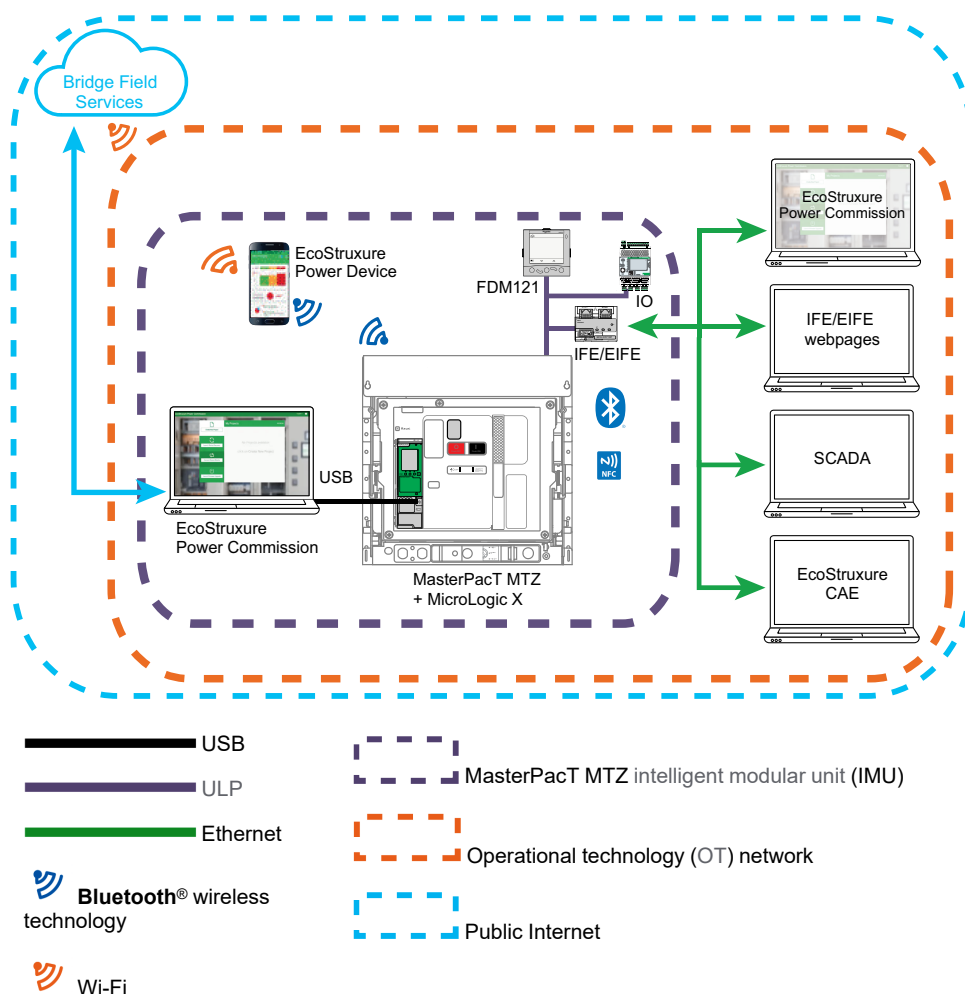 Bridge Field
Services
EcoStruxure
Power Device
FDM121
IO
IFE/EIFE
EcoStruxure
Power Commission
IFE/EIFE
webpages
SCADA
EcoStruxure
CAE
USB
EcoStruxure
Power Commission
NFC
MasterPacT MTZ
+ MicroLogic X
USB
ULP
Ethernet
Bluetooth® wireless
technology
Wi-Fi
MasterPacT MTZ intelligent modular unit (IMU)
Operational technology (OT) network
Public Internet